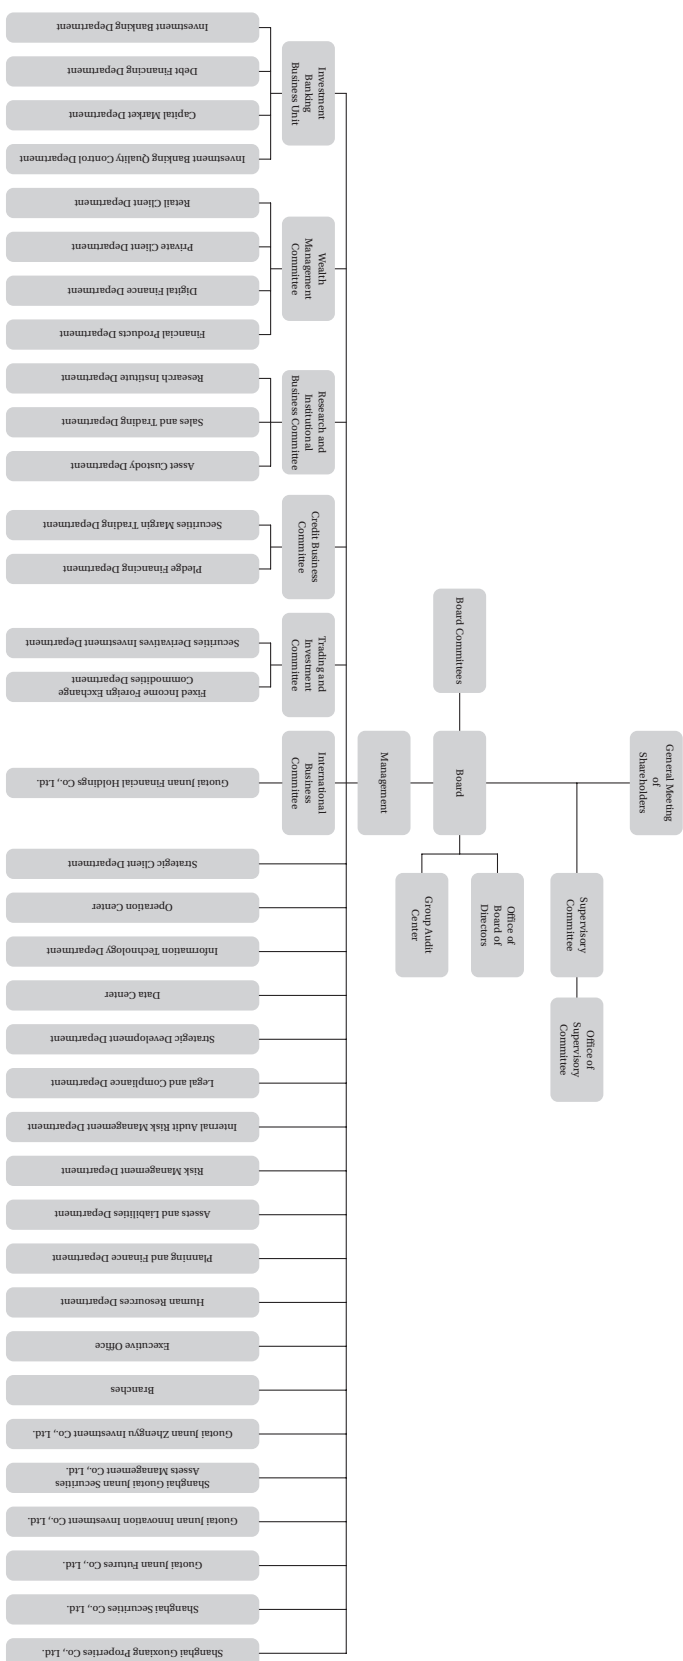 General Meeting
of
Shareholders
Supervisory
Committee
Office of
Supervisory
Committee
Board Committees
Board
Office of
Board of
Directors
Group Audit
Center
Management
Investment
Banking
Business Unit
Investment Banking Department
Debt Financing Department
Capital Market Department
Investment Banking Quality Control Department
Wealth
Management
Committee
Retail Client Department
Private Client Department
Digital Finance Department
Financial Products Department
Research and
Institutional
Business Committee
Research Institute Department
Sales and Trading Department
Asset Custody Department
Credit Business
Committee
Securities Margin Trading Department
Pledge Financing Department
Trading and
Investment
Committee
Securities Derivatives Investment Department
Fixed Income Foreign Exchange
Commodities Department
International
Business
Committee
Guotai Junan Financial Holdings Co., Ltd.
Strategic Client Department
Operation Center
Information Technology Department
Data Center
Strategic Development Department
Legal and Compliance Department
Internal Audit Risk Management Department
Risk Management Department
Assets and Liabilities Department
Planning and Finance Department
Human Resources Department
Executive Office
Branches
Guotai Junan Zhengyu Investment Co., Ltd.
Shanghai Guotai Junan Securities
Assets Management Co., Ltd.
Guotai Junan Innovation Investment Co., Ltd.
Guotai Junan Futures Co., Ltd.
Shanghai Securities Co., Ltd.
Shanghai Guoxiang Properties Co., Ltd.